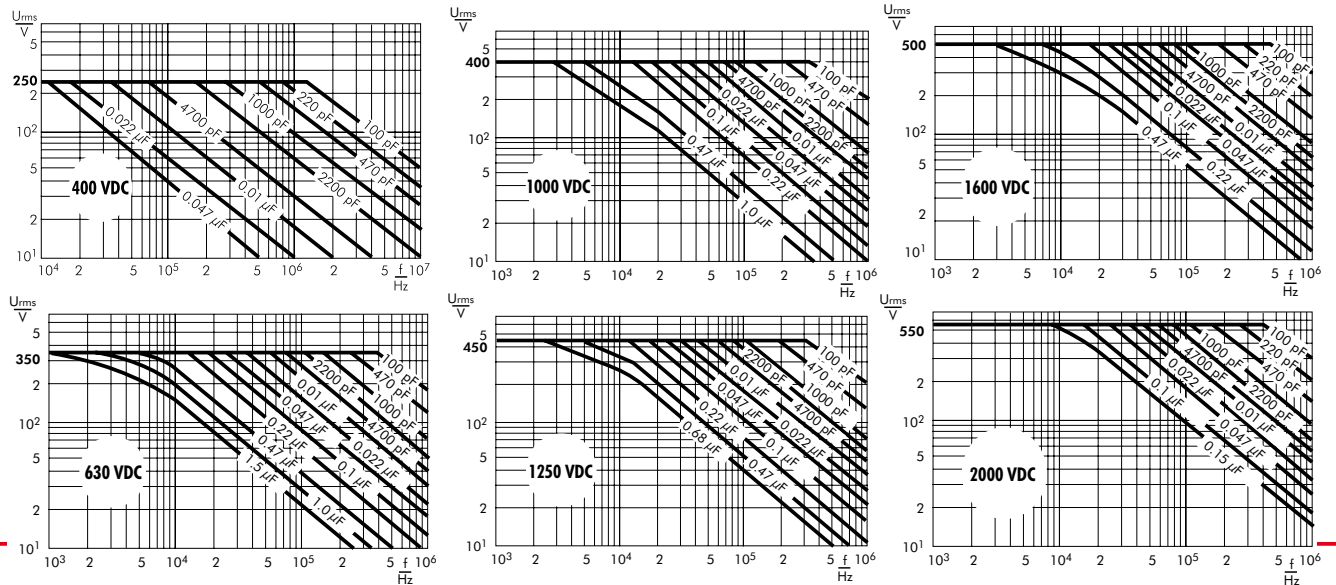 Urms
V
5
250
2
10²
5
2
10¹
10⁴ 2 5 10⁵ 2 5 10⁶ 2 5 f 10⁷
Hz
400 VDC
0.047 µF
0.022 µF
0.01 µF
4700 pF
2200 pF
1000 pF
470 pF
220 pF
100 pF
Urms
V
5
400
2
10²
5
2
10¹
10³ 2 5 10⁴ 2 5 10⁵ 2 5 f 10⁶
Hz
1000 VDC
1.0 µF
0.47 µF
0.22 µF
0.1 µF
0.047 µF
0.022 µF
0.01 µF
4700 pF
2200 pF
1000 pF
470 pF
100 pF
Urms
V
500
2
10²
5
2
10¹
10³ 2 5 10⁴ 2 5 10⁵ 2 5 f 10⁶
Hz
1600 VDC
0.47 µF
0.22 µF
0.1 µF
0.047 µF
0.022 µF
0.01 µF
4700 pF
2200 pF
1000 pF
470 pF
220 pF
100 pF
Urms
V
5
350
2
10²
5
2
10¹
10³ 2 5 10⁴ 2 5 10⁵ 2 5 f 10⁶
Hz
630 VDC
1.5 µF
1.0 µF
0.47 µF
0.22 µF
0.1 µF
0.047 µF
0.022 µF
0.01 µF
4700 pF
2200 pF
1000 pF
470 pF
100 pF
Urms
V
5
450
2
10²
5
2
10¹
10³ 2 5 10⁴ 2 5 10⁵ 2 5 f 10⁶
Hz
1250 VDC
0.68 µF
0.47 µF
0.22 µF
0.1 µF
0.047 µF
0.022 µF
0.01 µF
4700 pF
2200 pF
1000 pF
470 pF
100 pF
Urms
V
550
2
10²
5
2
10¹
10³ 2 5 10⁴ 2 5 10⁵ 2 5 f 10⁶
Hz
2000 VDC
0.15 µF
0.1 µF
0.047 µF
0.022 µF
0.01 µF
4700 pF
2200 pF
1000 pF
470 pF
220 pF
100 pF